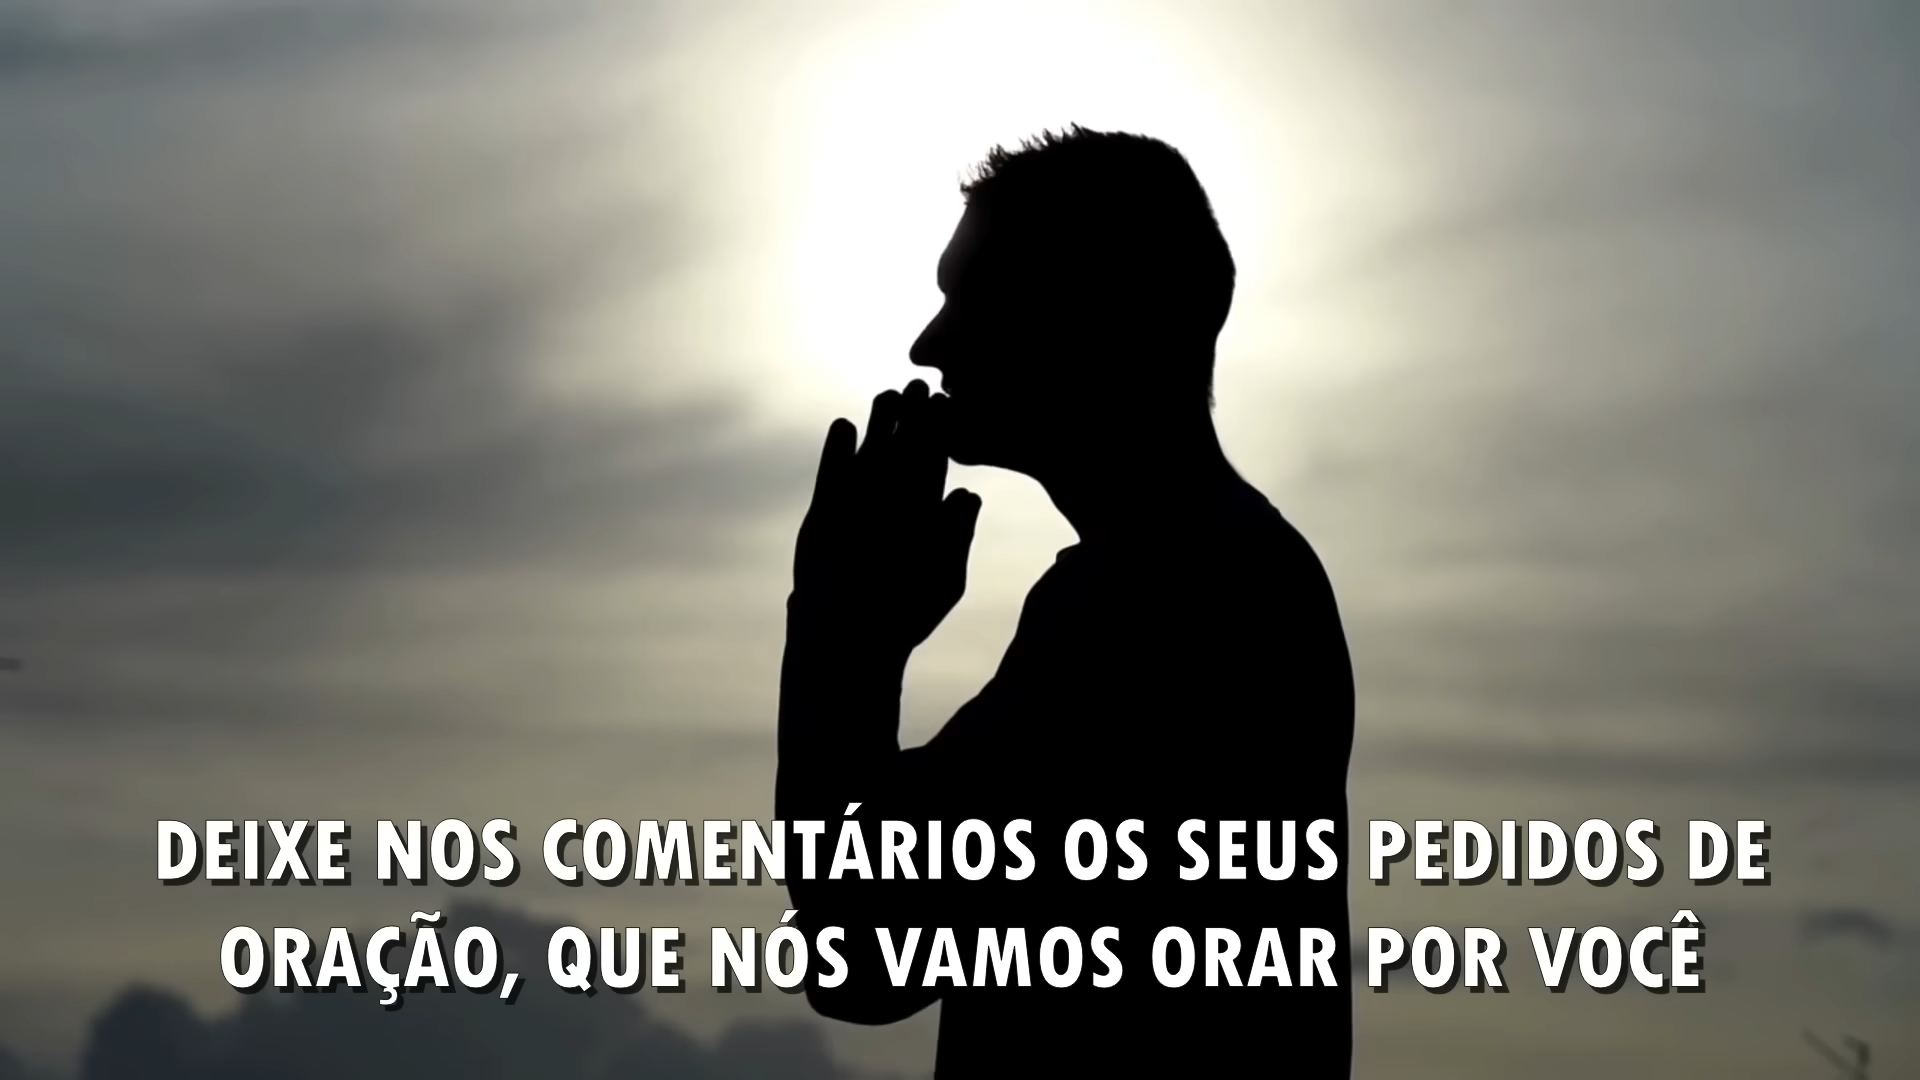 DEIXE NOS COMENTÁRIOS OS SEUS PEDIDOS DE
ORAÇÃO, QUE NÓS VAMOS ORAR POR VOCÊ